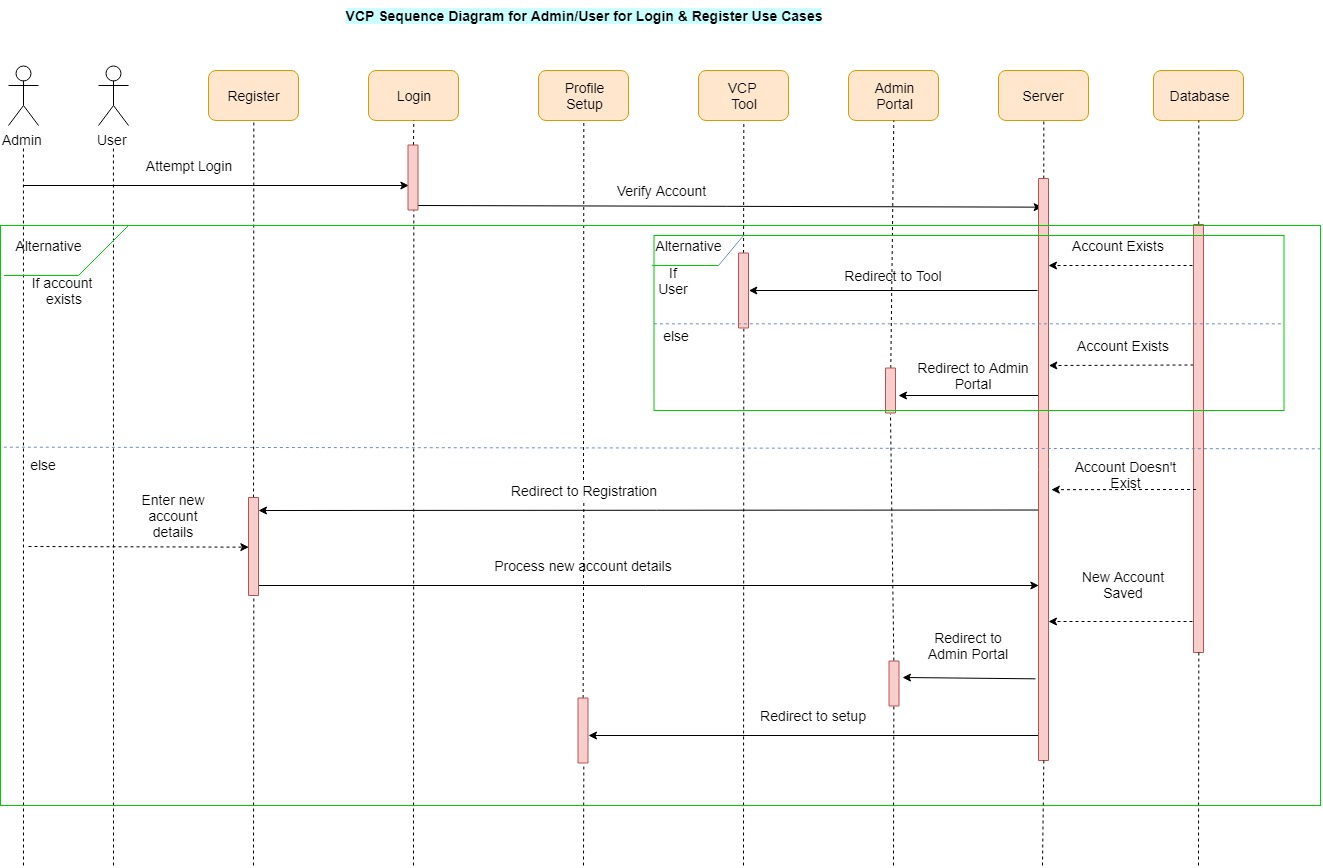 VCP Sequence Diagram for Admin/User for Login & Register Use Cases
Admin
User
Register
Login
Profile
Setup
VCP
Tool
Admin
Portal
Server
Database
Attempt Login
Verify Account
Alternative
If account
exists
Alternative
If
User
Account Exists
Redirect to Tool
else
Account Exists
Redirect to Admin
Portal
else
Account Doesn't
Exist
Redirect to Registration
Enter new
account
details
Process new account details
New Account
Saved
Redirect to
Admin Portal
Redirect to setup